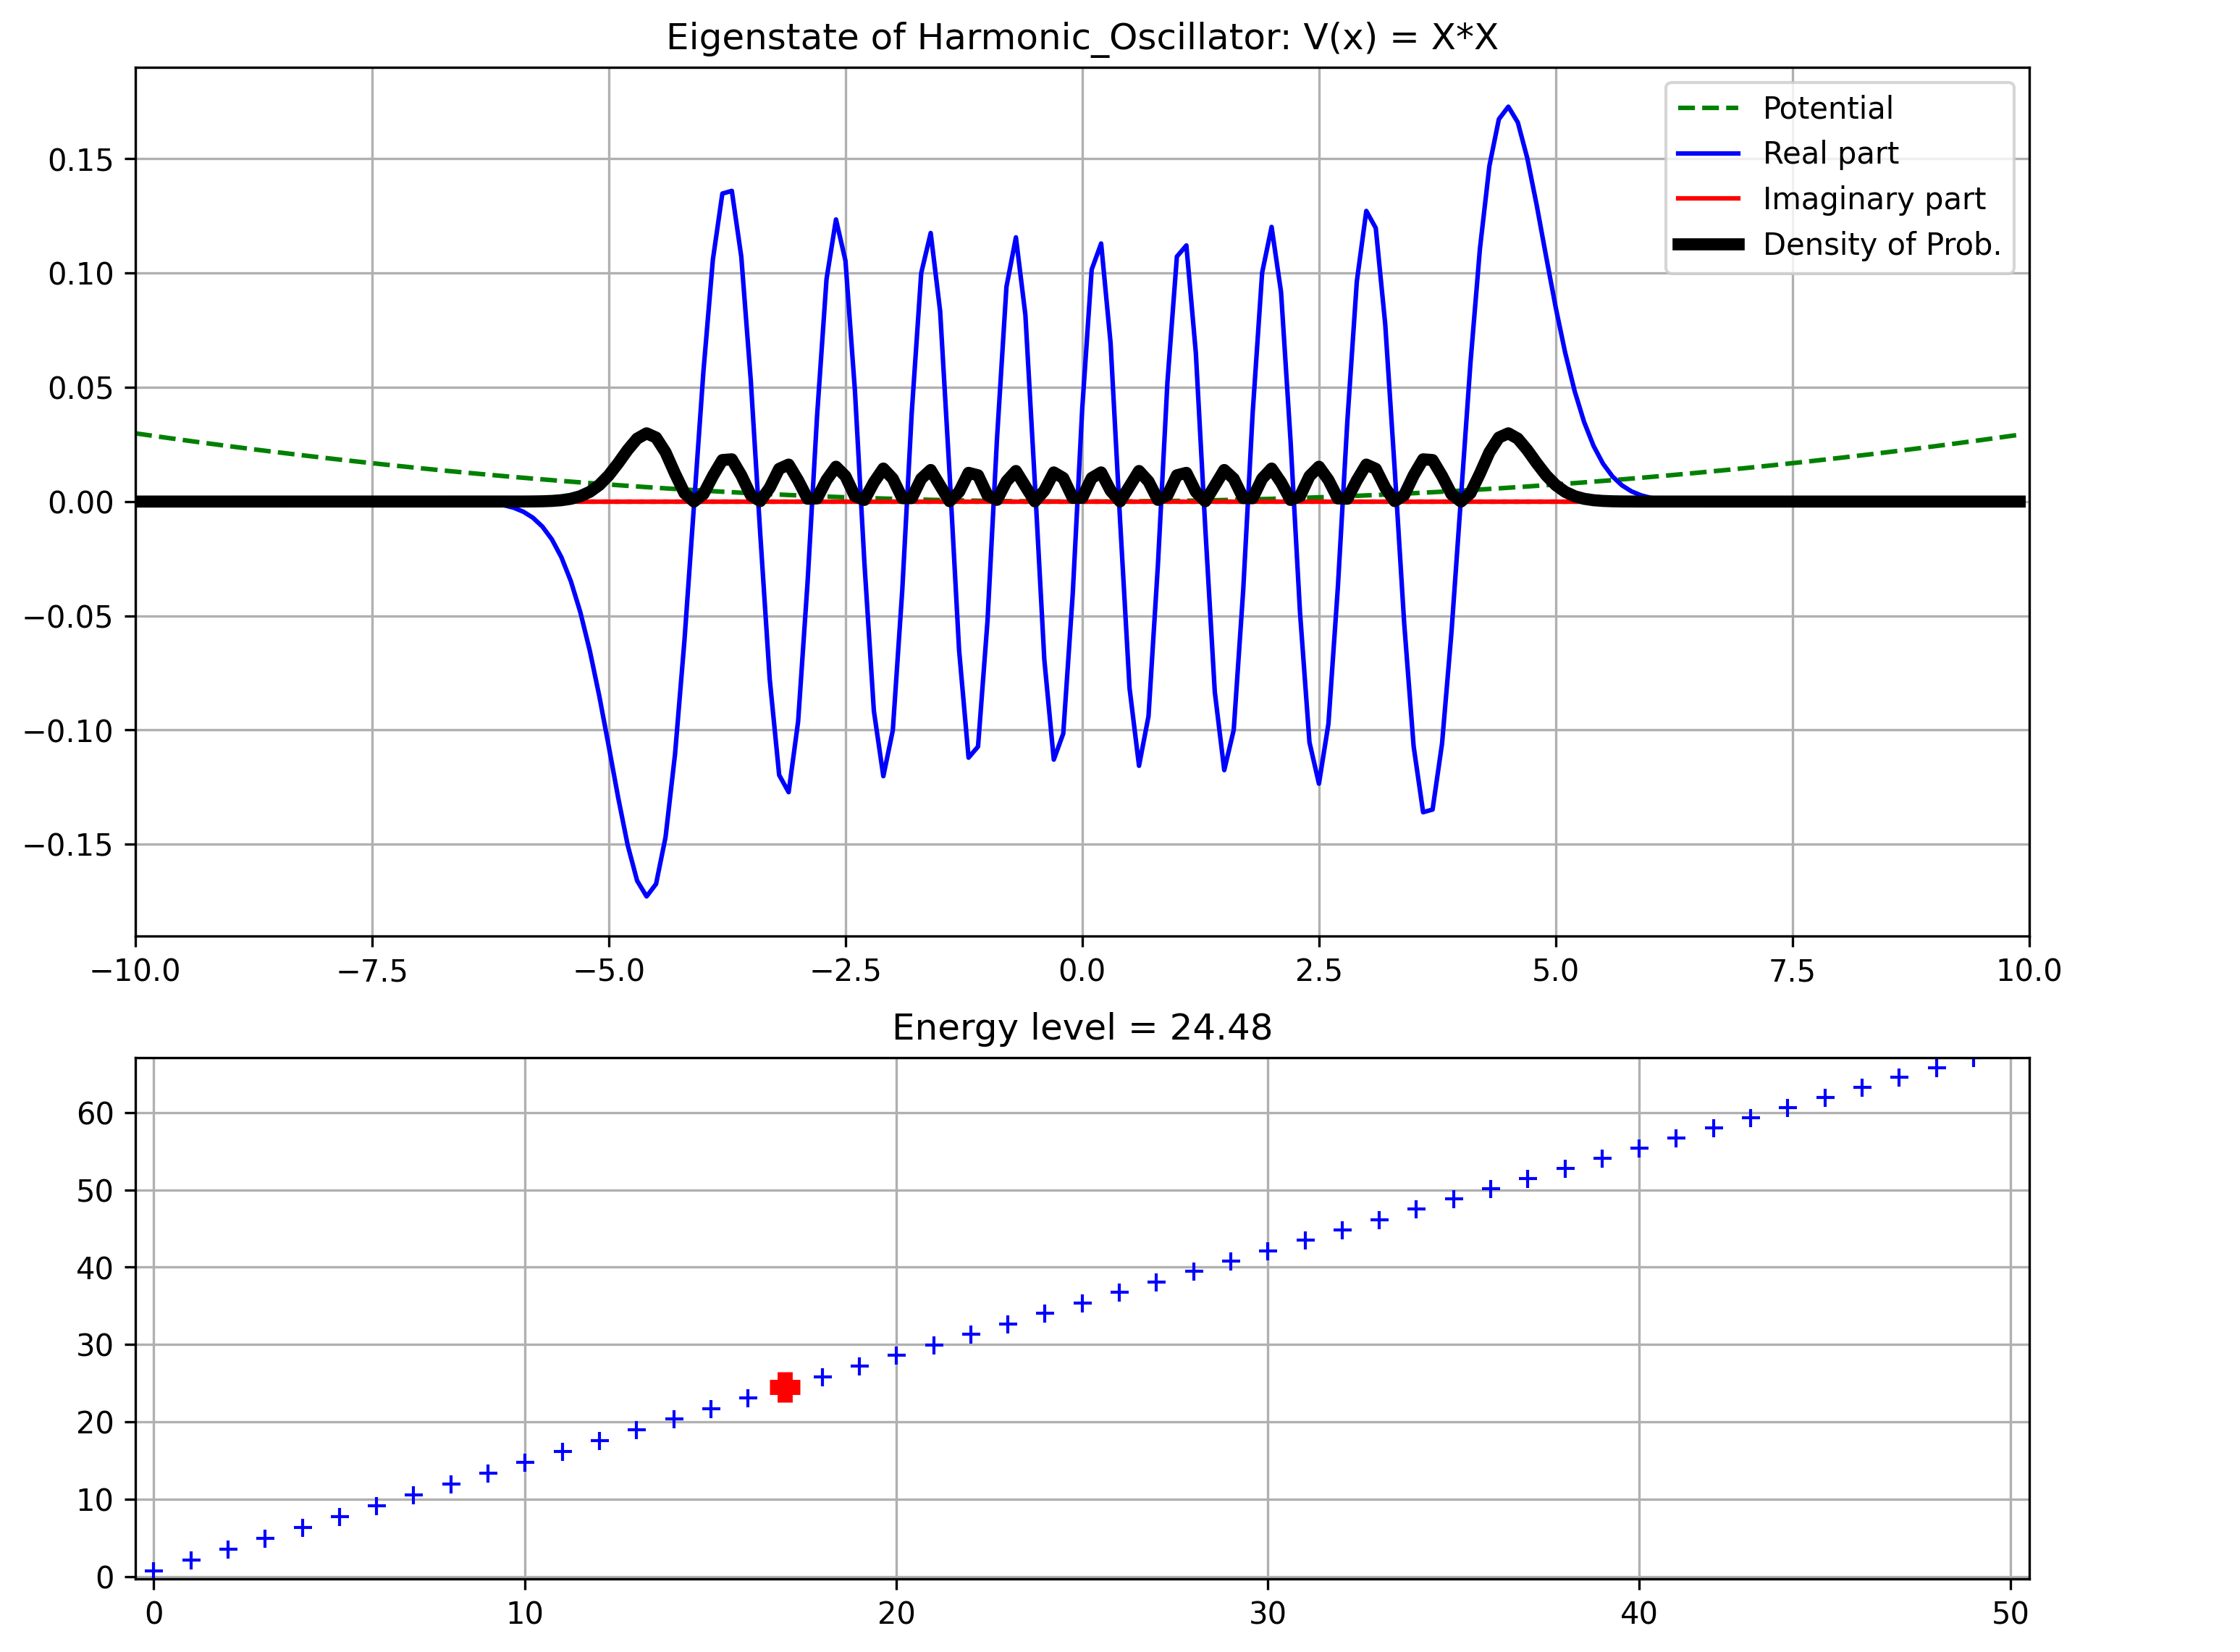 Eigenstate of Harmonic_Oscillator: V(x) = X*X
Potential
Real part
Imaginary part
Density of Prob.
0.15
0.10
0.05
0.00
−0.05
−0.10
−0.15
−10.0 −7.5 −5.0 −2.5 0.0 2.5 5.0 7.5 10.0
Energy level = 24.48
60
50
40
30
20
10
0
0 10 20 30 40 50